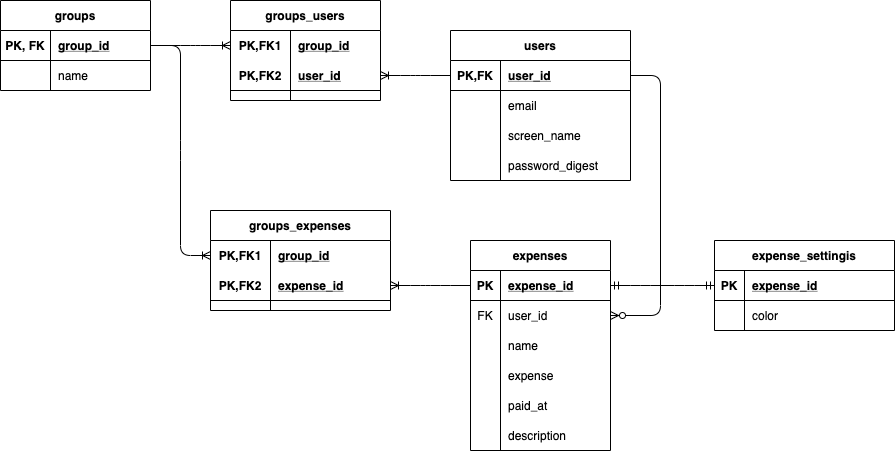 groups
PK, FK group_id
name
groups_users
PK,FK1 group_id
PK,FK2 user_id
users
PK,FK user_id
email
screen_name
password_digest
groups_expenses
PK,FK1 group_id
PK,FK2 expense_id
expenses
PK expense_id
FK user_id
name
expense
paid_at
description
expense_settingis
PK expense_id
color